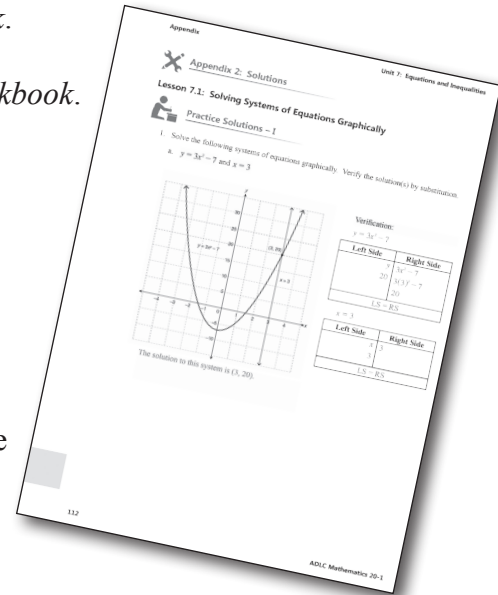 x.
kbook.
e
Appendix
Unit 7: Equations and Inequalities
Appendix 2: Solutions
Lesson 7.1: Solving Systems of Equations Graphically
Practice Solutions – I
1. Solve the following systems of equations graphically. Verify the solution(s) by substitution
a. y = 3x² – 7 and x = 3
y = 3x² – 7
(3, 20)
x = 3
Verification:
y = 3x² – 7
Left Side Right Side
y 3x² – 7
20 3(3)² – 7
20
LS = RS
x = 3
Left Side Right Side
x 3
3
LS = RS
The solution to this system is (3, 20).
112
ADLC Mathematics 20-1